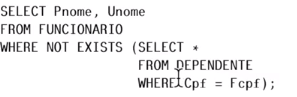 SELECT Pnome, Unome
FROM FUNCIONARIO
WHERE NOT EXISTS (SELECT *
FROM DEPENDENTE
WHERE Cpf = Fcpf);